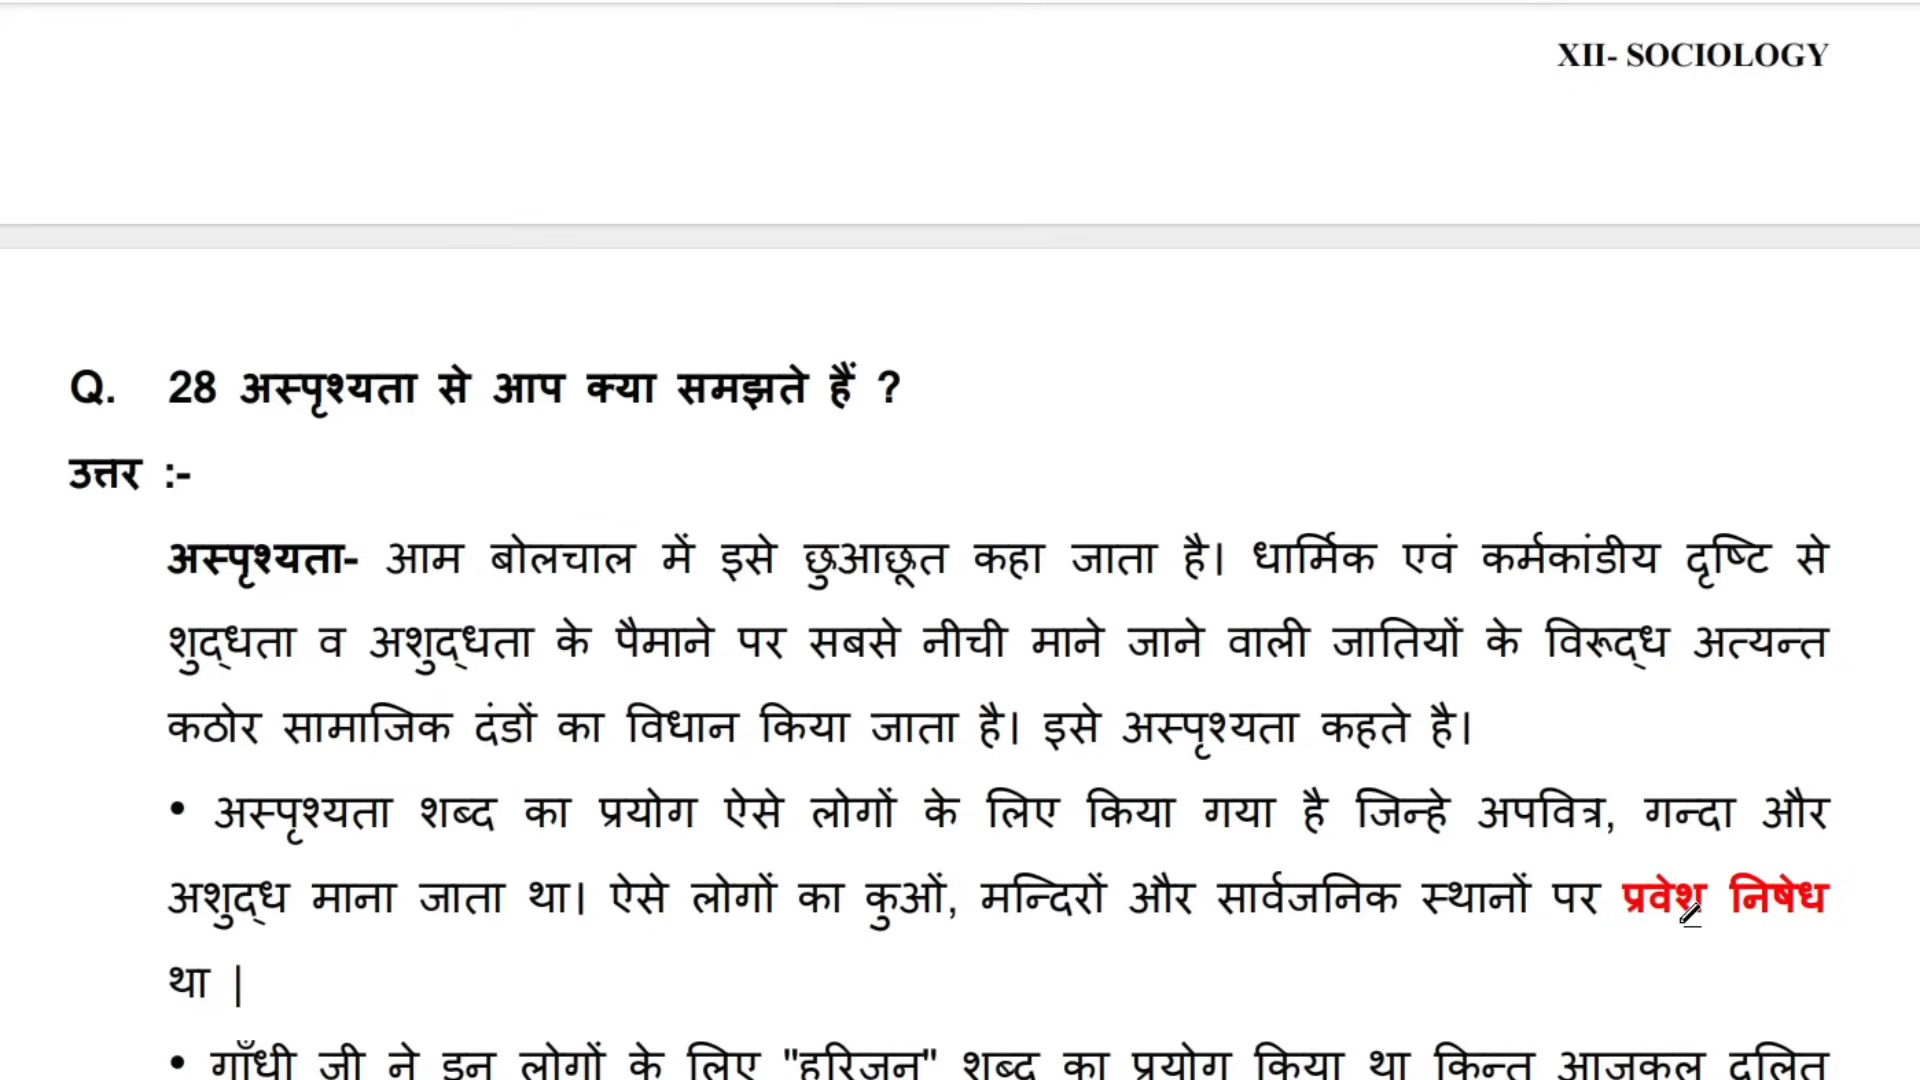 XII- SOCIOLOGY
Q. 28 अस्पृश्यता से आप क्या समझते हैं ?
उत्तर :-
अस्पृश्यता- आम बोलचाल में इसे छुआछूत कहा जाता है। धार्मिक एवं कर्मकांडीय दृष्टि से
शुद्धता व अशुद्धता के पैमाने पर सबसे नीची माने जाने वाली जातियों के विरूद्ध अत्यन्त
कठोर सामाजिक दंडों का विधान किया जाता है। इसे अस्पृश्यता कहते है।
• अस्पृश्यता शब्द का प्रयोग ऐसे लोगों के लिए किया गया है जिन्हे अपवित्र, गन्दा और
अशुद्ध माना जाता था। ऐसे लोगों का कुओं, मन्दिरों और सार्वजनिक स्थानों पर प्रवेश निषेध
था |
• गाँधी जी ने इन लोगों के लिए "हरिजन" शब्द का प्रयोग किया था किन्तु आजकल दलित